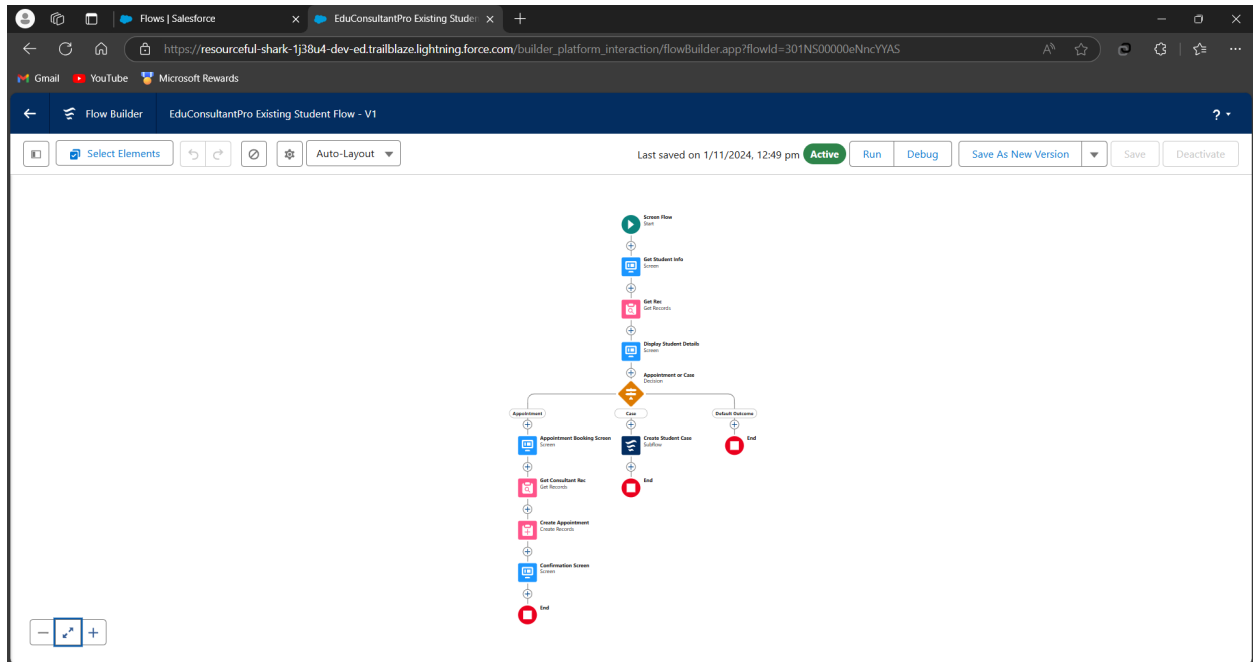 Flows | Salesforce
EduConsultantPro Existing Studen
https://resourceful-shark-1j38u4-dev-ed.trailblaze.lightning.force.com/builder_platform_interaction/flowBuilder.app?flowId=301NS00000eNncYYAS
Gmail YouTube Microsoft Rewards
Flow Builder EduConsultantPro Existing Student Flow - V1 ?
Select Elements Auto-Layout Last saved on 1/11/2024, 12:49 pm Active Run Debug Save As New Version Save Deactivate
Screen Flow
Start
Get Student Info
Screen
Get Rec
Get Records
Display Student Details
Screen
Appointment or Case
Decision
Appointment Case Default Outcome
Appointment Booking Screen
Screen
Create Student Case
Subflow
End
Get Consultant Rec
Get Records
End
Create Appointment
Create Records
Confirmation Screen
Screen
End